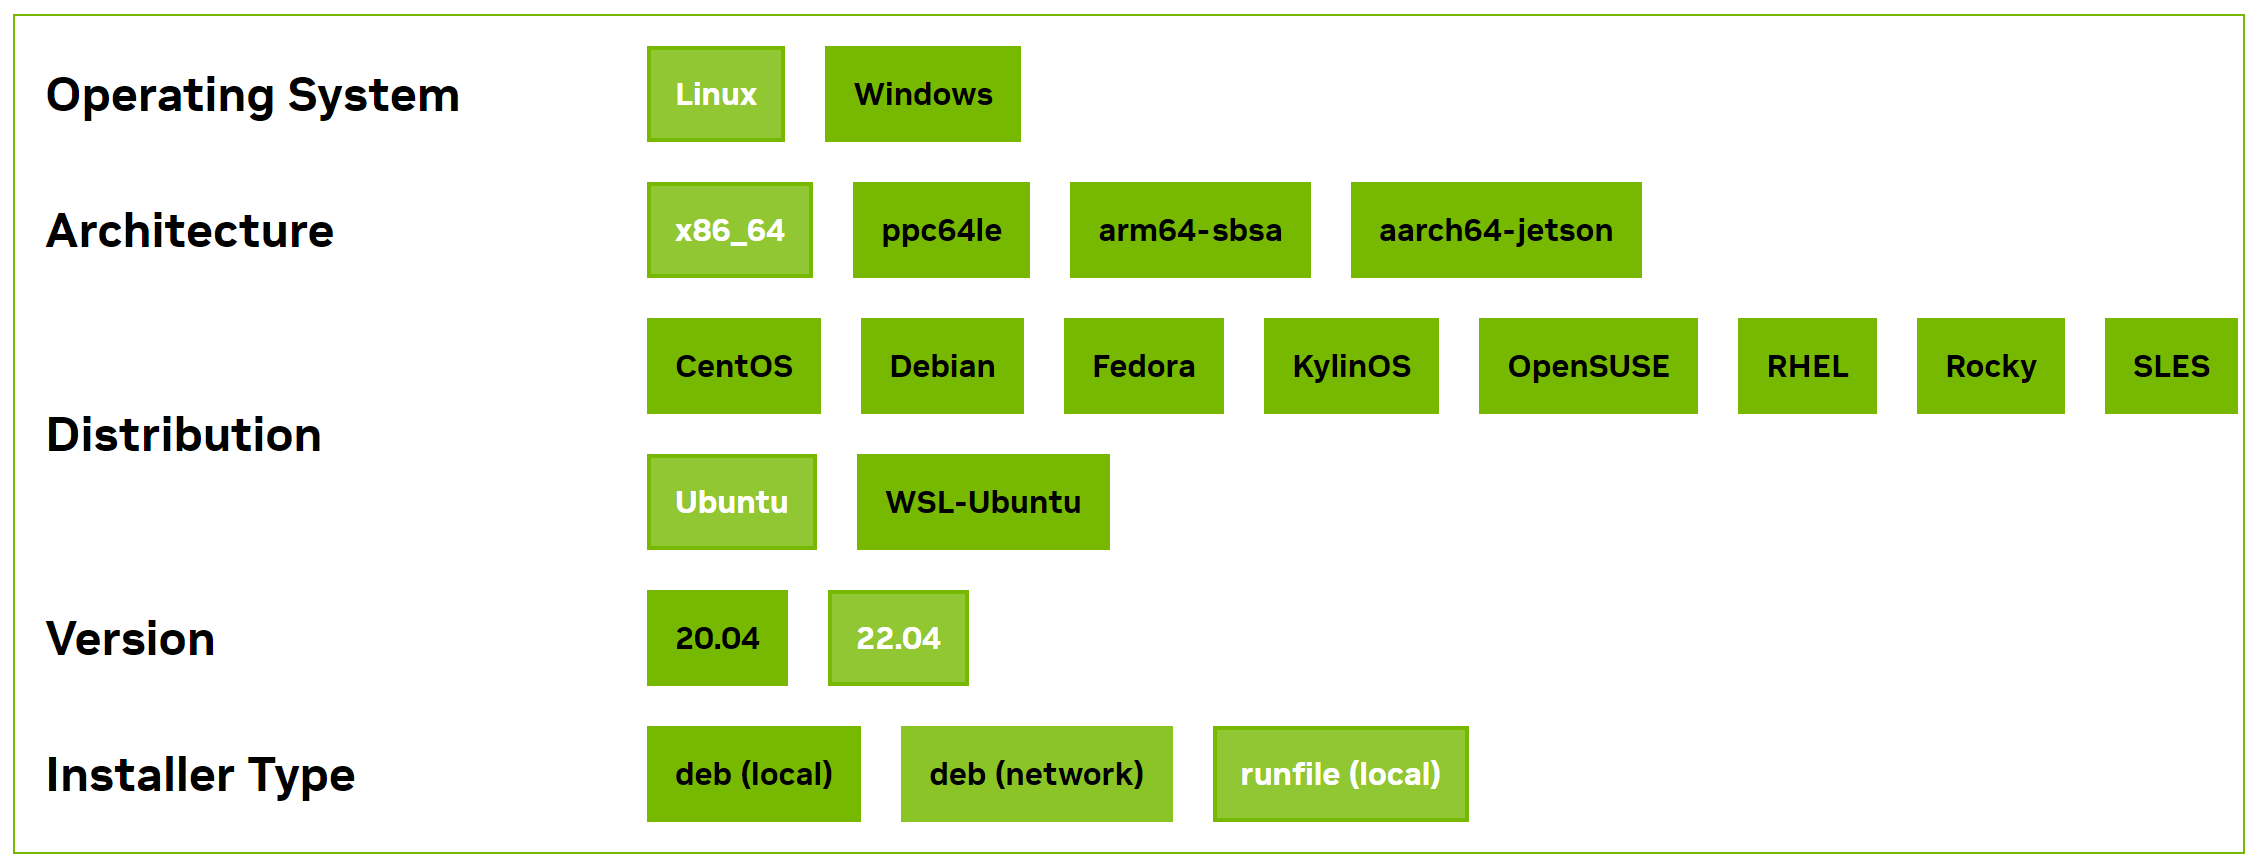 Operating System Linux Windows
Architecture x86_64 ppc64le arm64-sbsa aarch64-jetson
Distribution CentOS Debian Fedora KylinOS OpenSUSE RHEL Rocky SLES
Ubuntu WSL-Ubuntu
Version 20.04 22.04
Installer Type deb (local) deb (network) runfile (local)